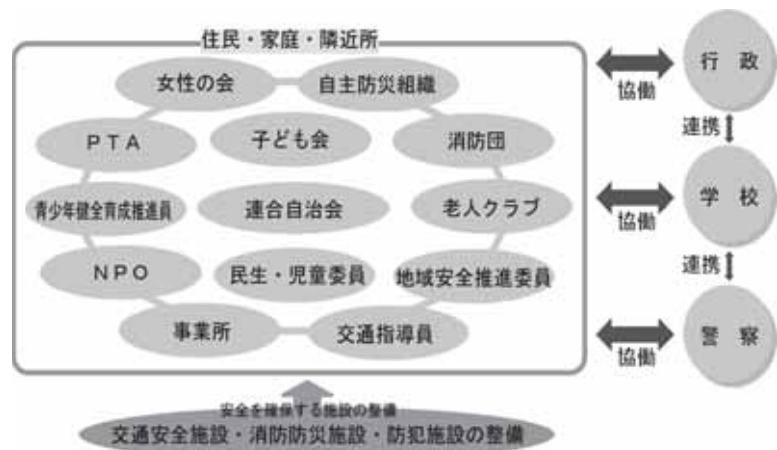 住民・家庭・隣近所
女性の会
自主防災組織
PTA
子ども会
消防団
青少年健全育成推進員
連合自治会
老人クラブ
NPO
民生・児童委員
地域安全推進委員
事業所
交通指導員
行政
協働
連携
学校
協働
連携
警察
協働
安全を確保する施設の整備
交通安全施設・消防防災施設・防犯施設の整備